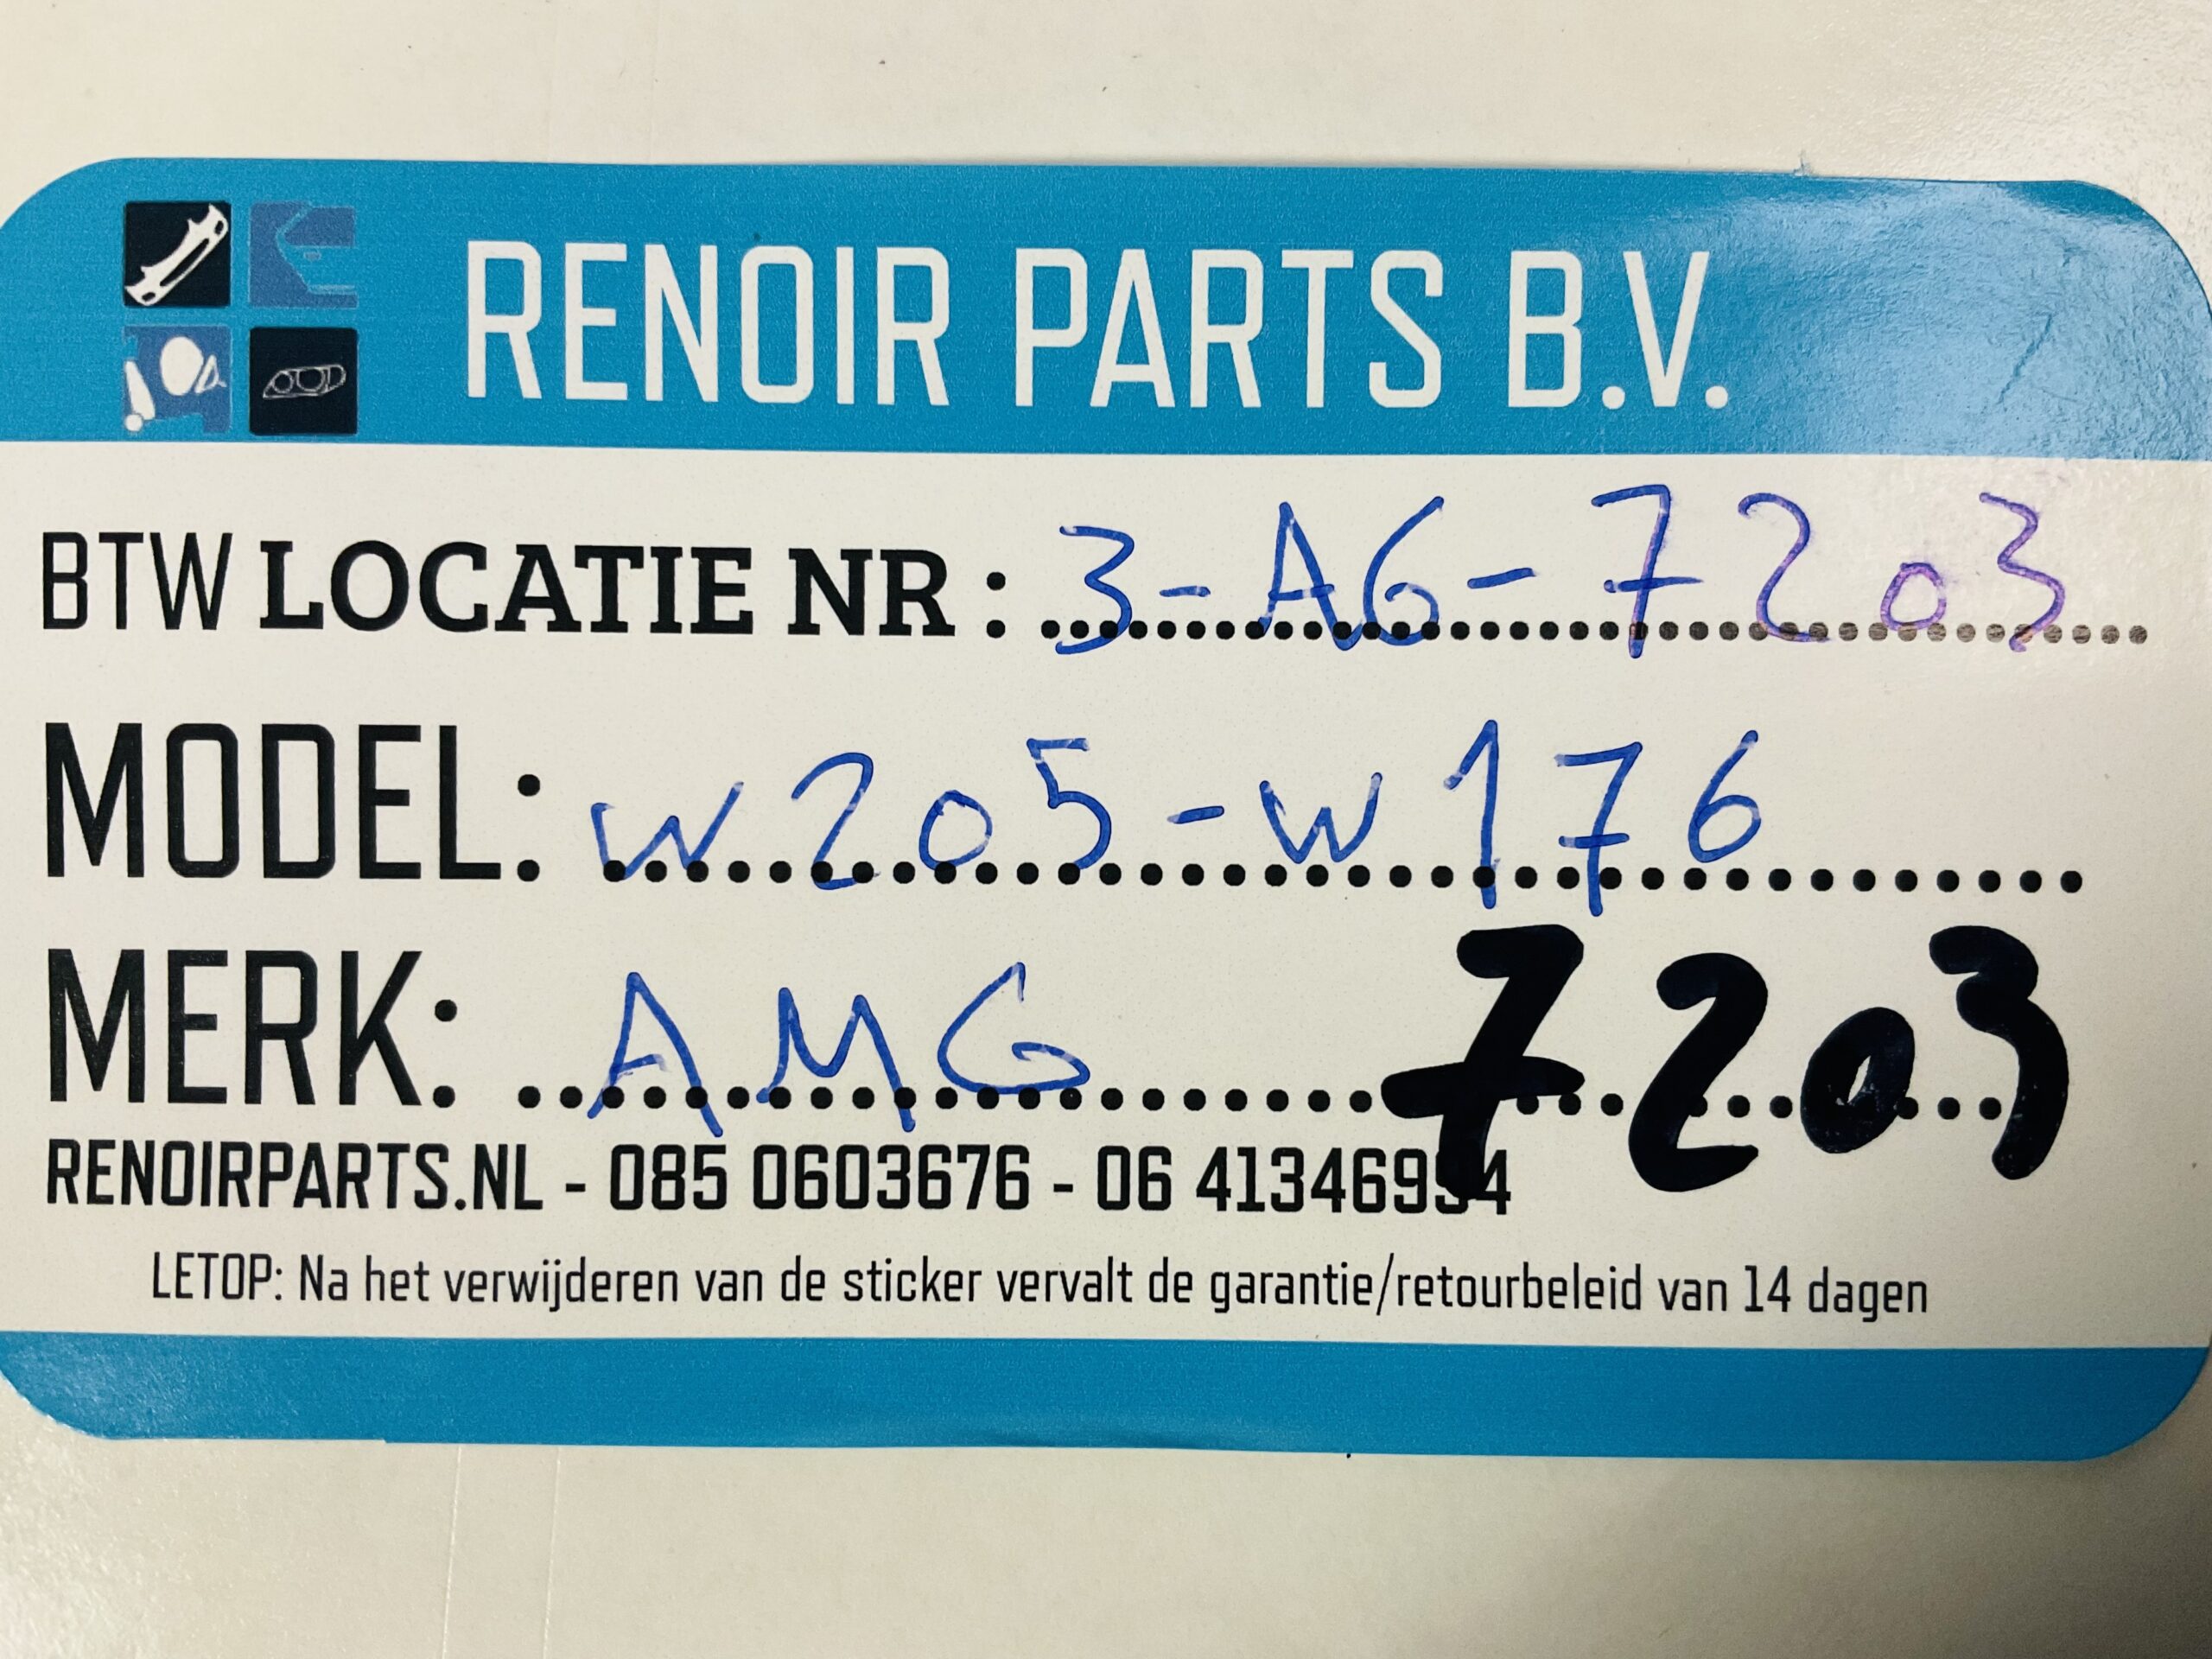 RENOIR PARTS B.V.
BTW LOCATIE NR : 3-A6-7203
MODEL: W205-W176
MERK: AMG 7203
RENOIRPARTS.NL - 085 0603676 - 06 41346994
LETOP: Na het verwijderen van de sticker vervalt de garantie/retourbeleid van 14 dagen